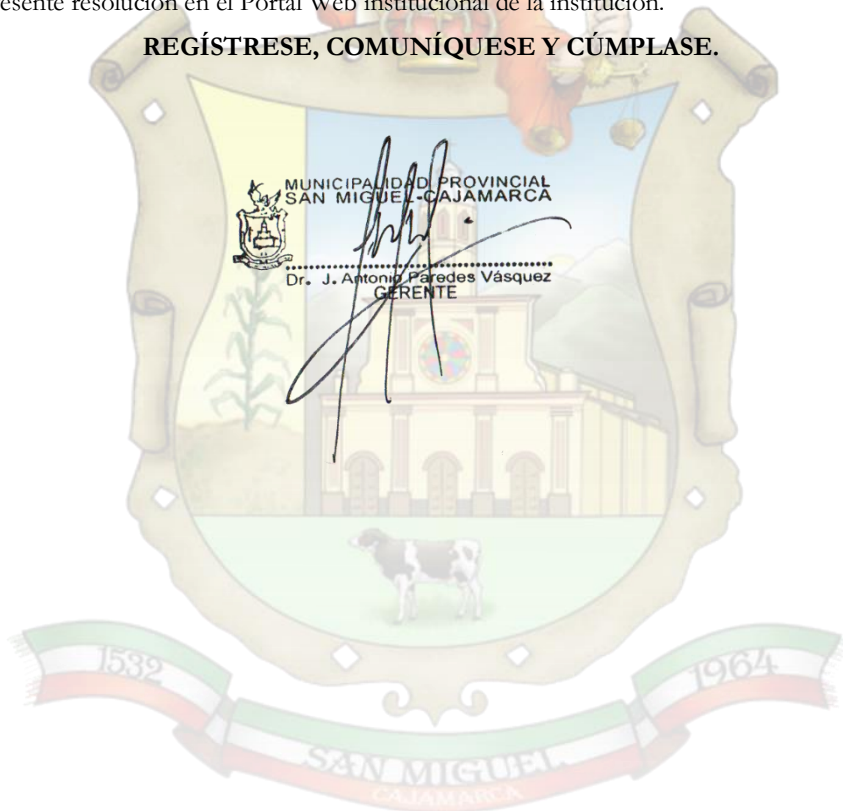 esente resolución en el Portal Web institucional de la institución.
REGÍSTRESE, COMUNÍQUESE Y CÚMPLASE.
MUNICIPALIDAD PROVINCIAL
SAN MIGUEL-CAJAMARCA
Dr. J. Antonio Paredes Vásquez
GERENTE
1532
1964
SAN MIGUEL
CAJAMARCA